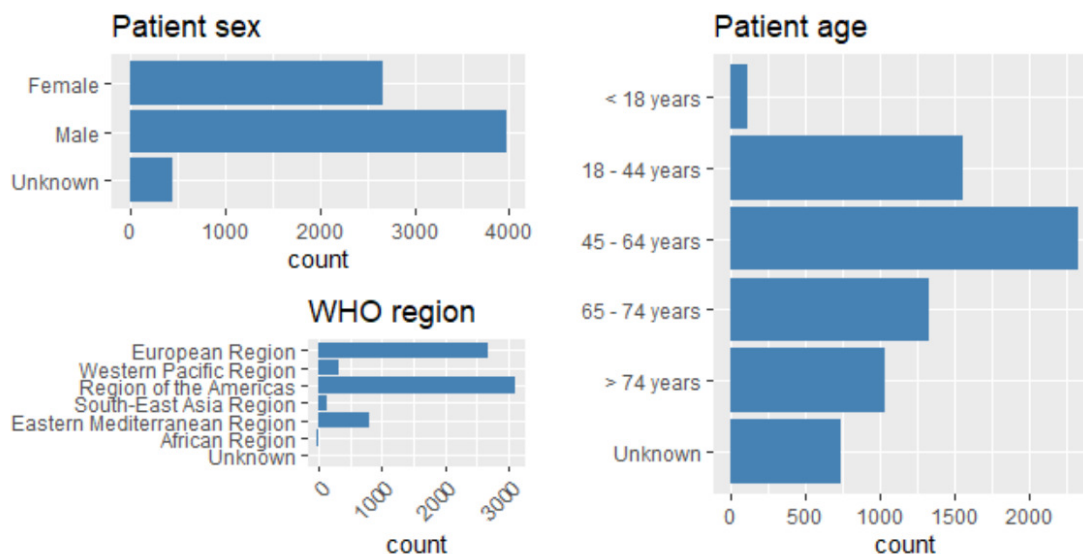 Patient sex
Female
Male
Unknown
0 1000 2000 3000 4000
count
WHO region
European Region
Western Pacific Region
Region of the Americas
South-East Asia Region
Eastern Mediterranean Region
African Region
Unknown
0 1000 2000 3000
count
Patient age
< 18 years
18 - 44 years
45 - 64 years
65 - 74 years
> 74 years
Unknown
0 500 1000 1500 2000
count